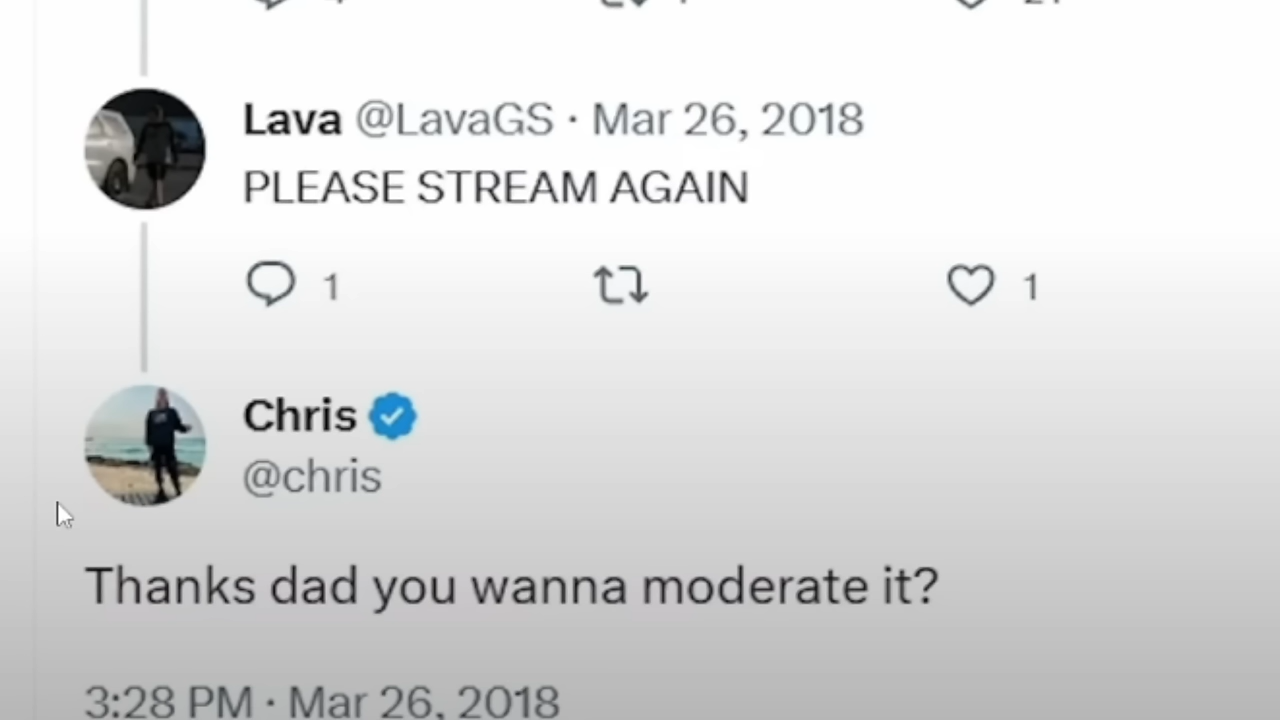 Lava @LavaGS · Mar 26, 2018
PLEASE STREAM AGAIN
1 1
Chris
@chris
Thanks dad you wanna moderate it?
3:28 PM · Mar 26, 2018